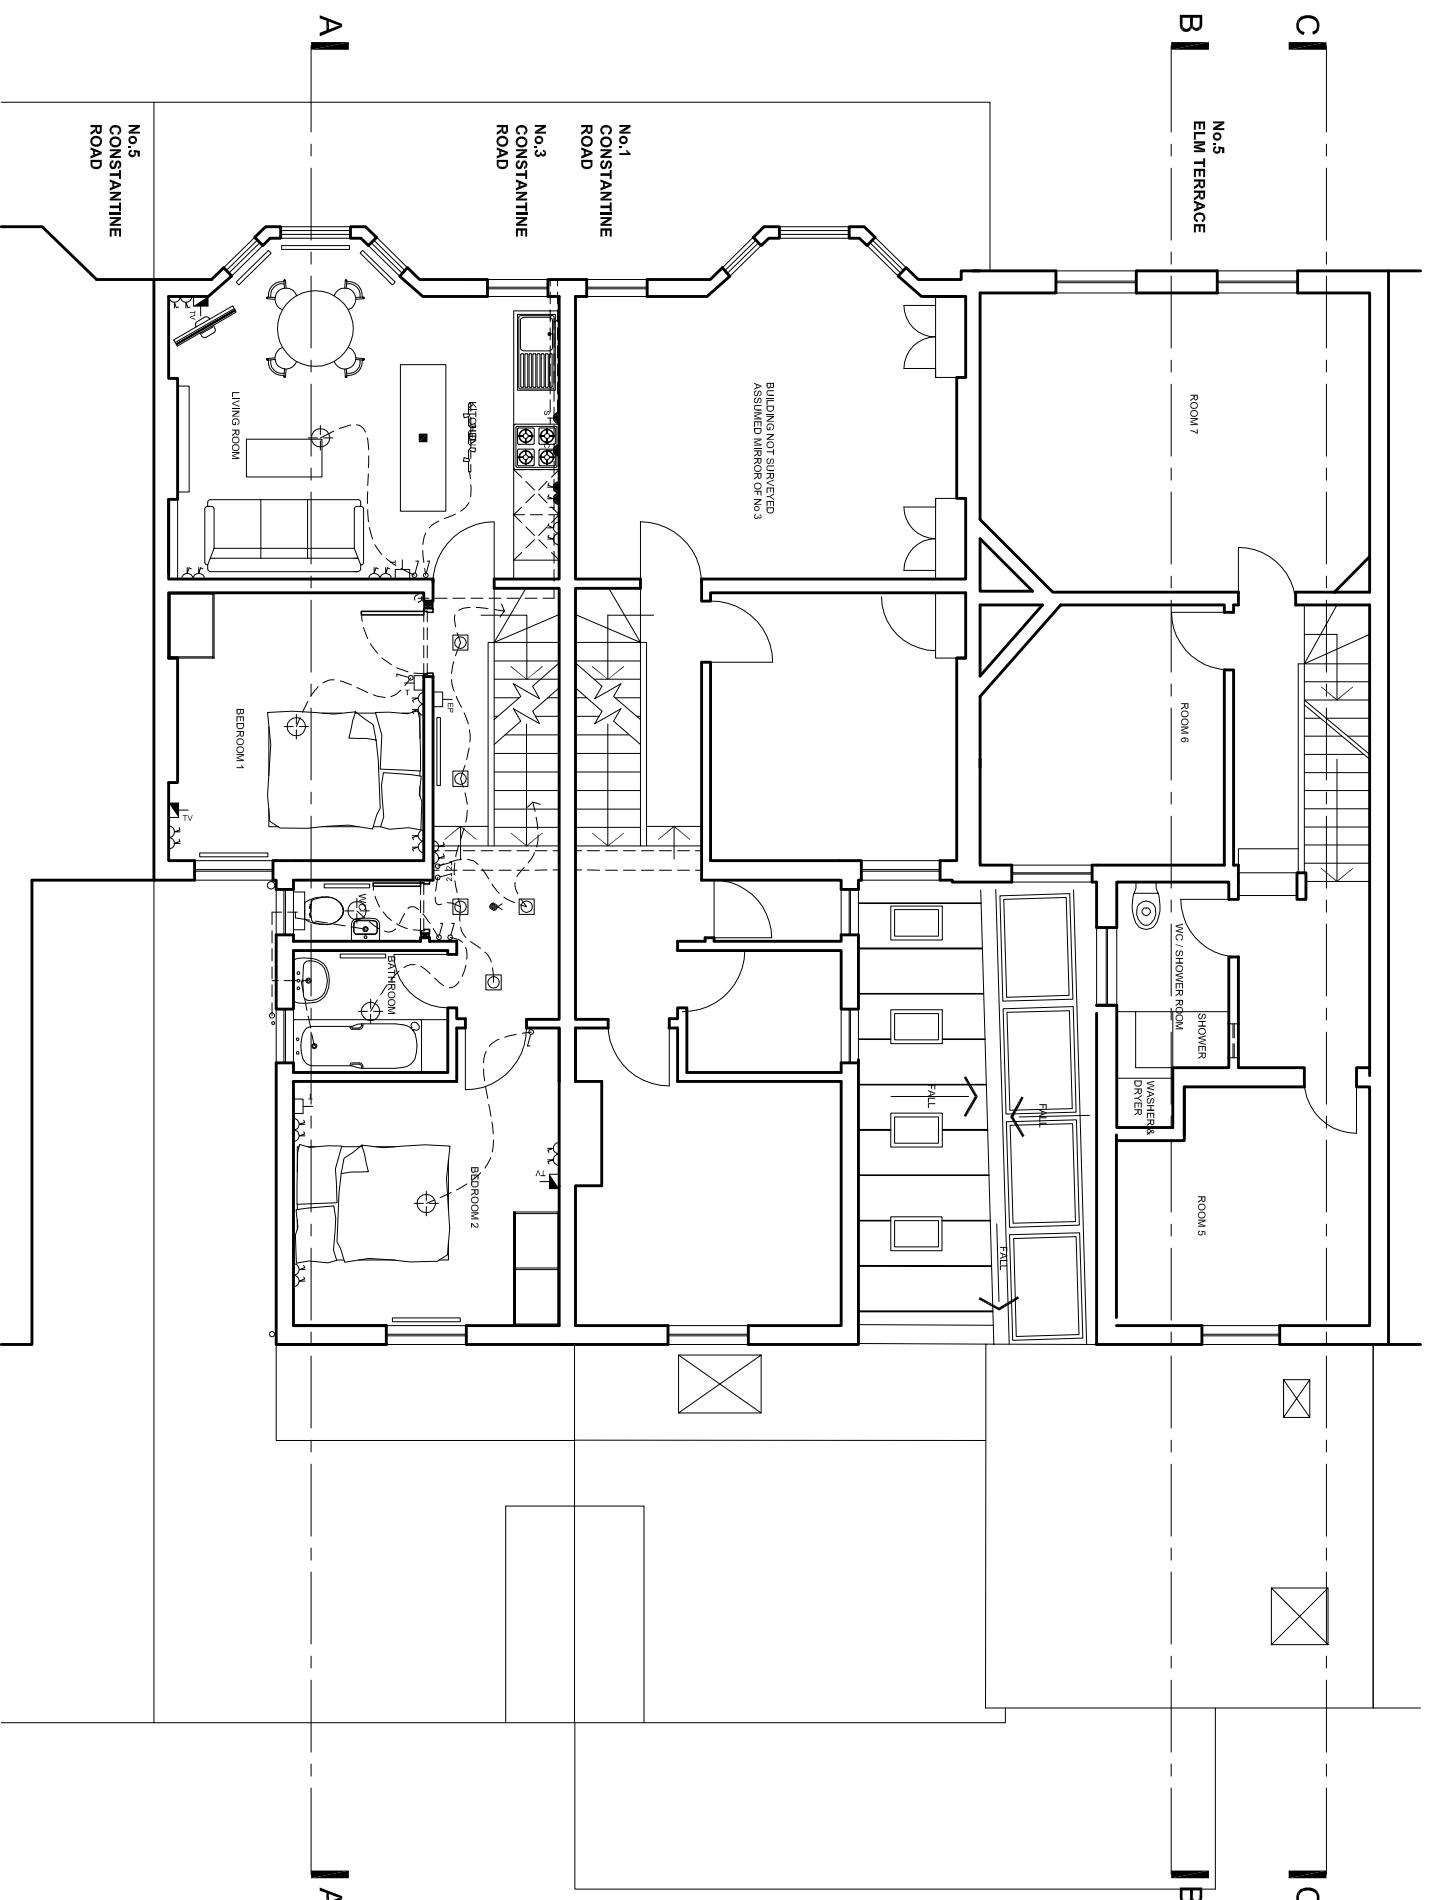 A
B
C
No.5
CONSTANTINE
ROAD
No.3
CONSTANTINE
ROAD
No.1
CONSTANTINE
ROAD
No.5
ELM TERRACE
TV
LIVING ROOM
KITCHEN
S
BUILDING NOT SURVEYED
ASSUMED MIRROR OF No 3
ROOM 7
BEDROOM 1
T
EP
TV
ROOM 6
WC
BATHROOM
WC / SHOWER ROOM
SHOWER
WASHER &
DRYER
FALL
FALL
FALL
BEDROOM 2
TV
ROOM 5
A
B
C